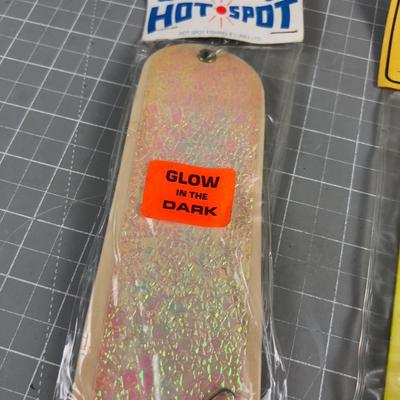 HOT SPOT
GLOW
IN THE
DARK